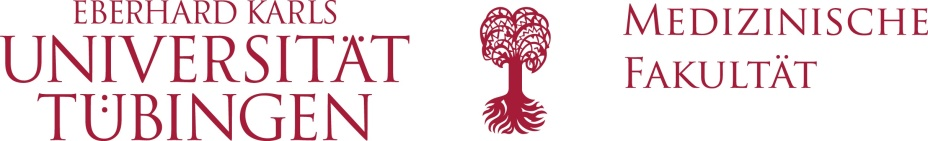 EBERHARD KARLS
UNIVERSITÄT
TÜBINGEN
MEDIZINISCHE
FAKULTÄT